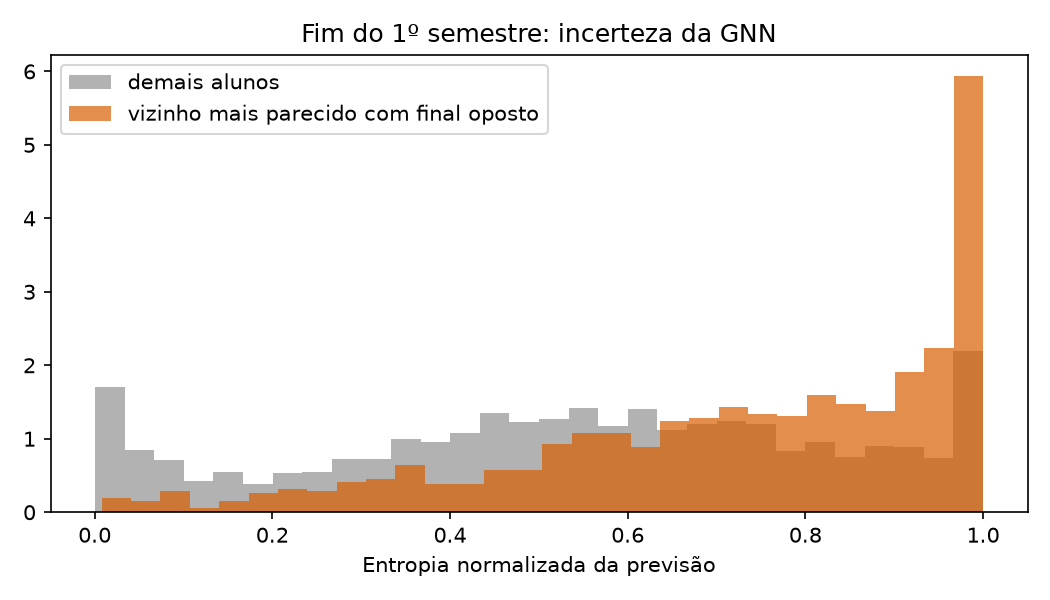 Fim do 1º semestre: incerteza da GNN
demais alunos
vizinho mais parecido com final oposto
6
5
4
3
2
1
0
0.0 0.2 0.4 0.6 0.8 1.0
Entropia normalizada da previsão